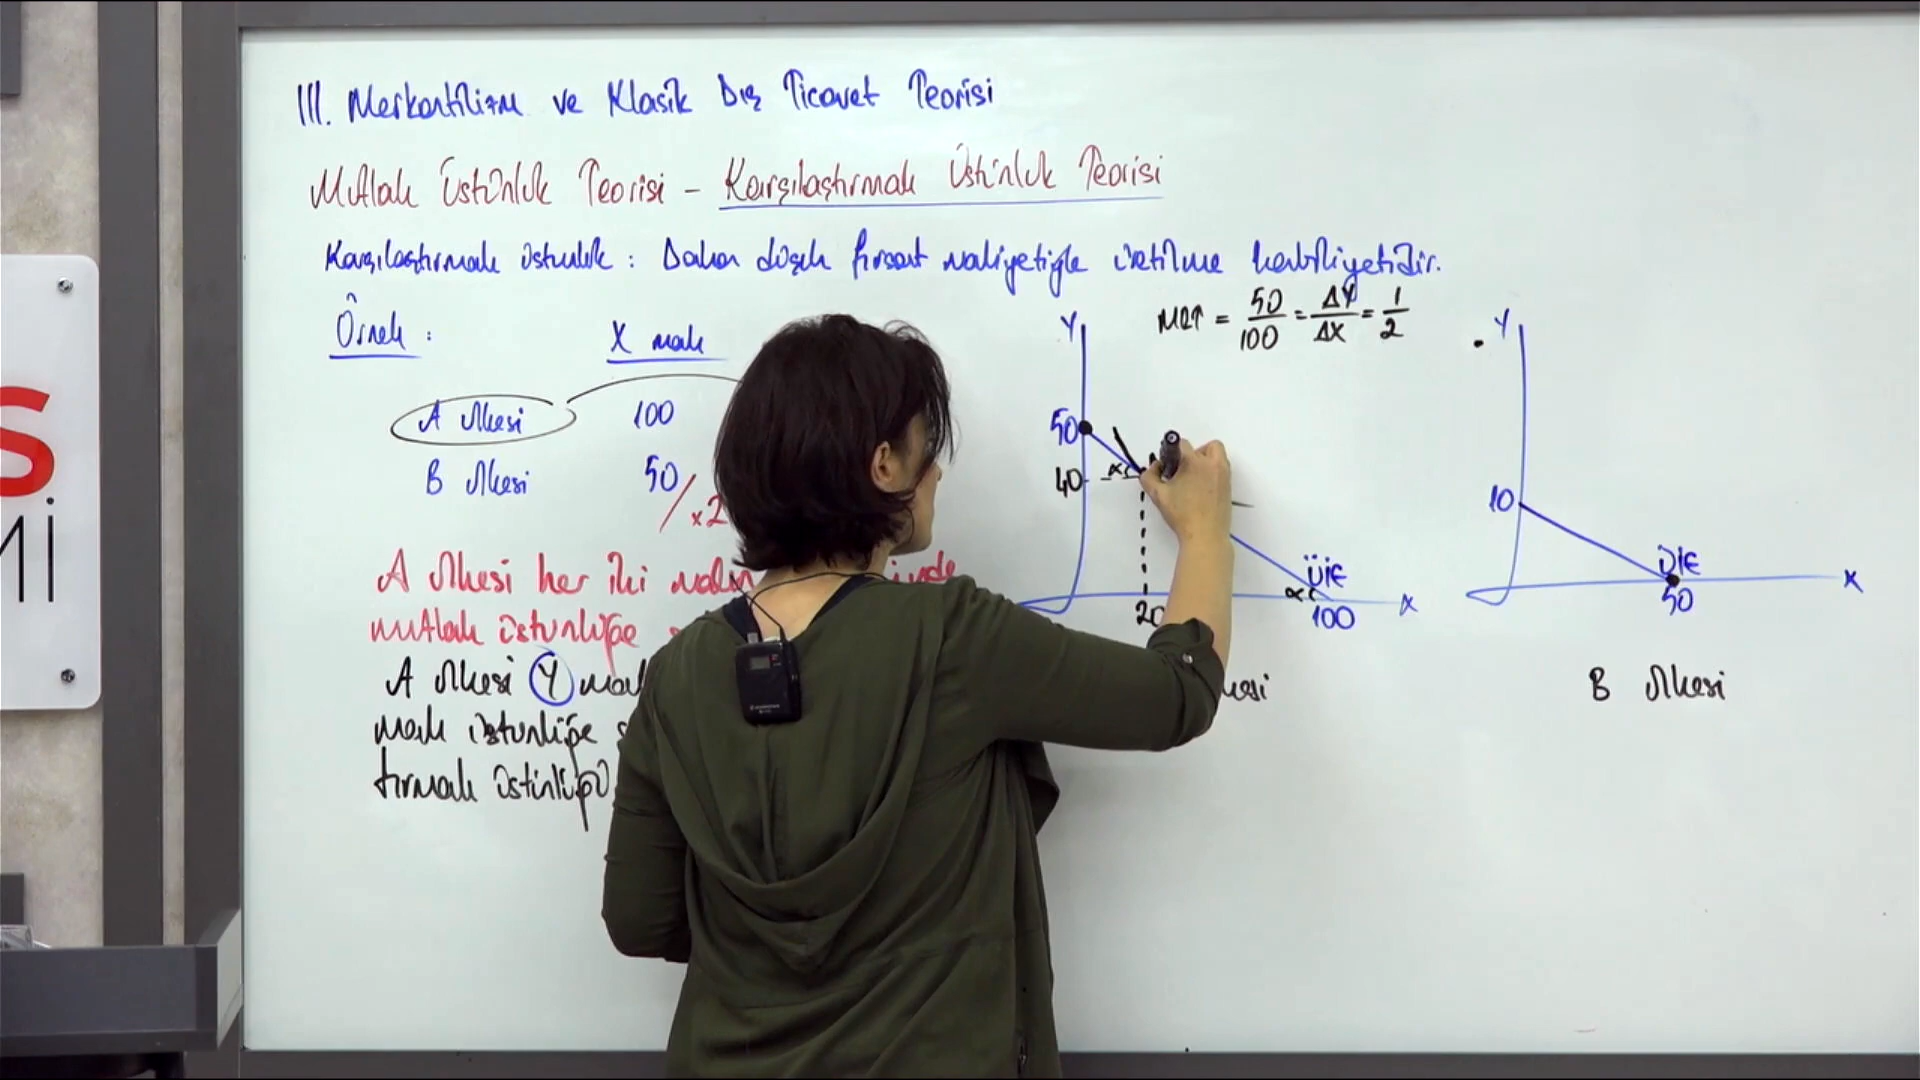 III. Merkantilizm ve Klasik Dış Ticaret Teorisi
Mutlak Üstünlük Teorisi - Karşılaştırmalı Üstünlük Teorisi
Karşılaştırmalı üstünlük : Daha düşük fırsat maliyetiyle üretilme kabiliyetidir.
Örnek :
X malı
A ülkesi 100
B ülkesi 50
/x2
A ülkesi her iki malın
mutlak üstünlüğe
A ülkesi Y
malı üstünlüğe
tırmalı üstünlüğü
MRT = 50/100 = ΔY/ΔX = 1/2
Y
50
40
α
20
ÜİE
α
100
X
Y
10
ÜİE
50
X
B ülkesi
S
Mİ